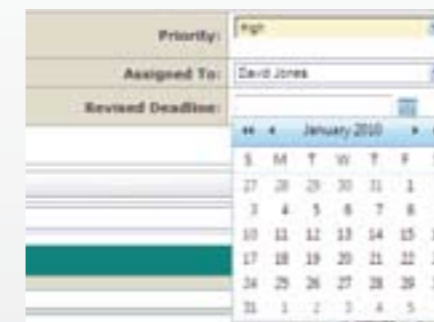 Priority: High
Assigned To: David Jones
Revised Deadline:
January 2010
S M T W T F
27 28 29 30 31 1
3 4 5 6 7 8
10 11 12 13 14 15
17 18 19 20 21 22
24 25 26 27 28 29
31 1 2 3 4 5